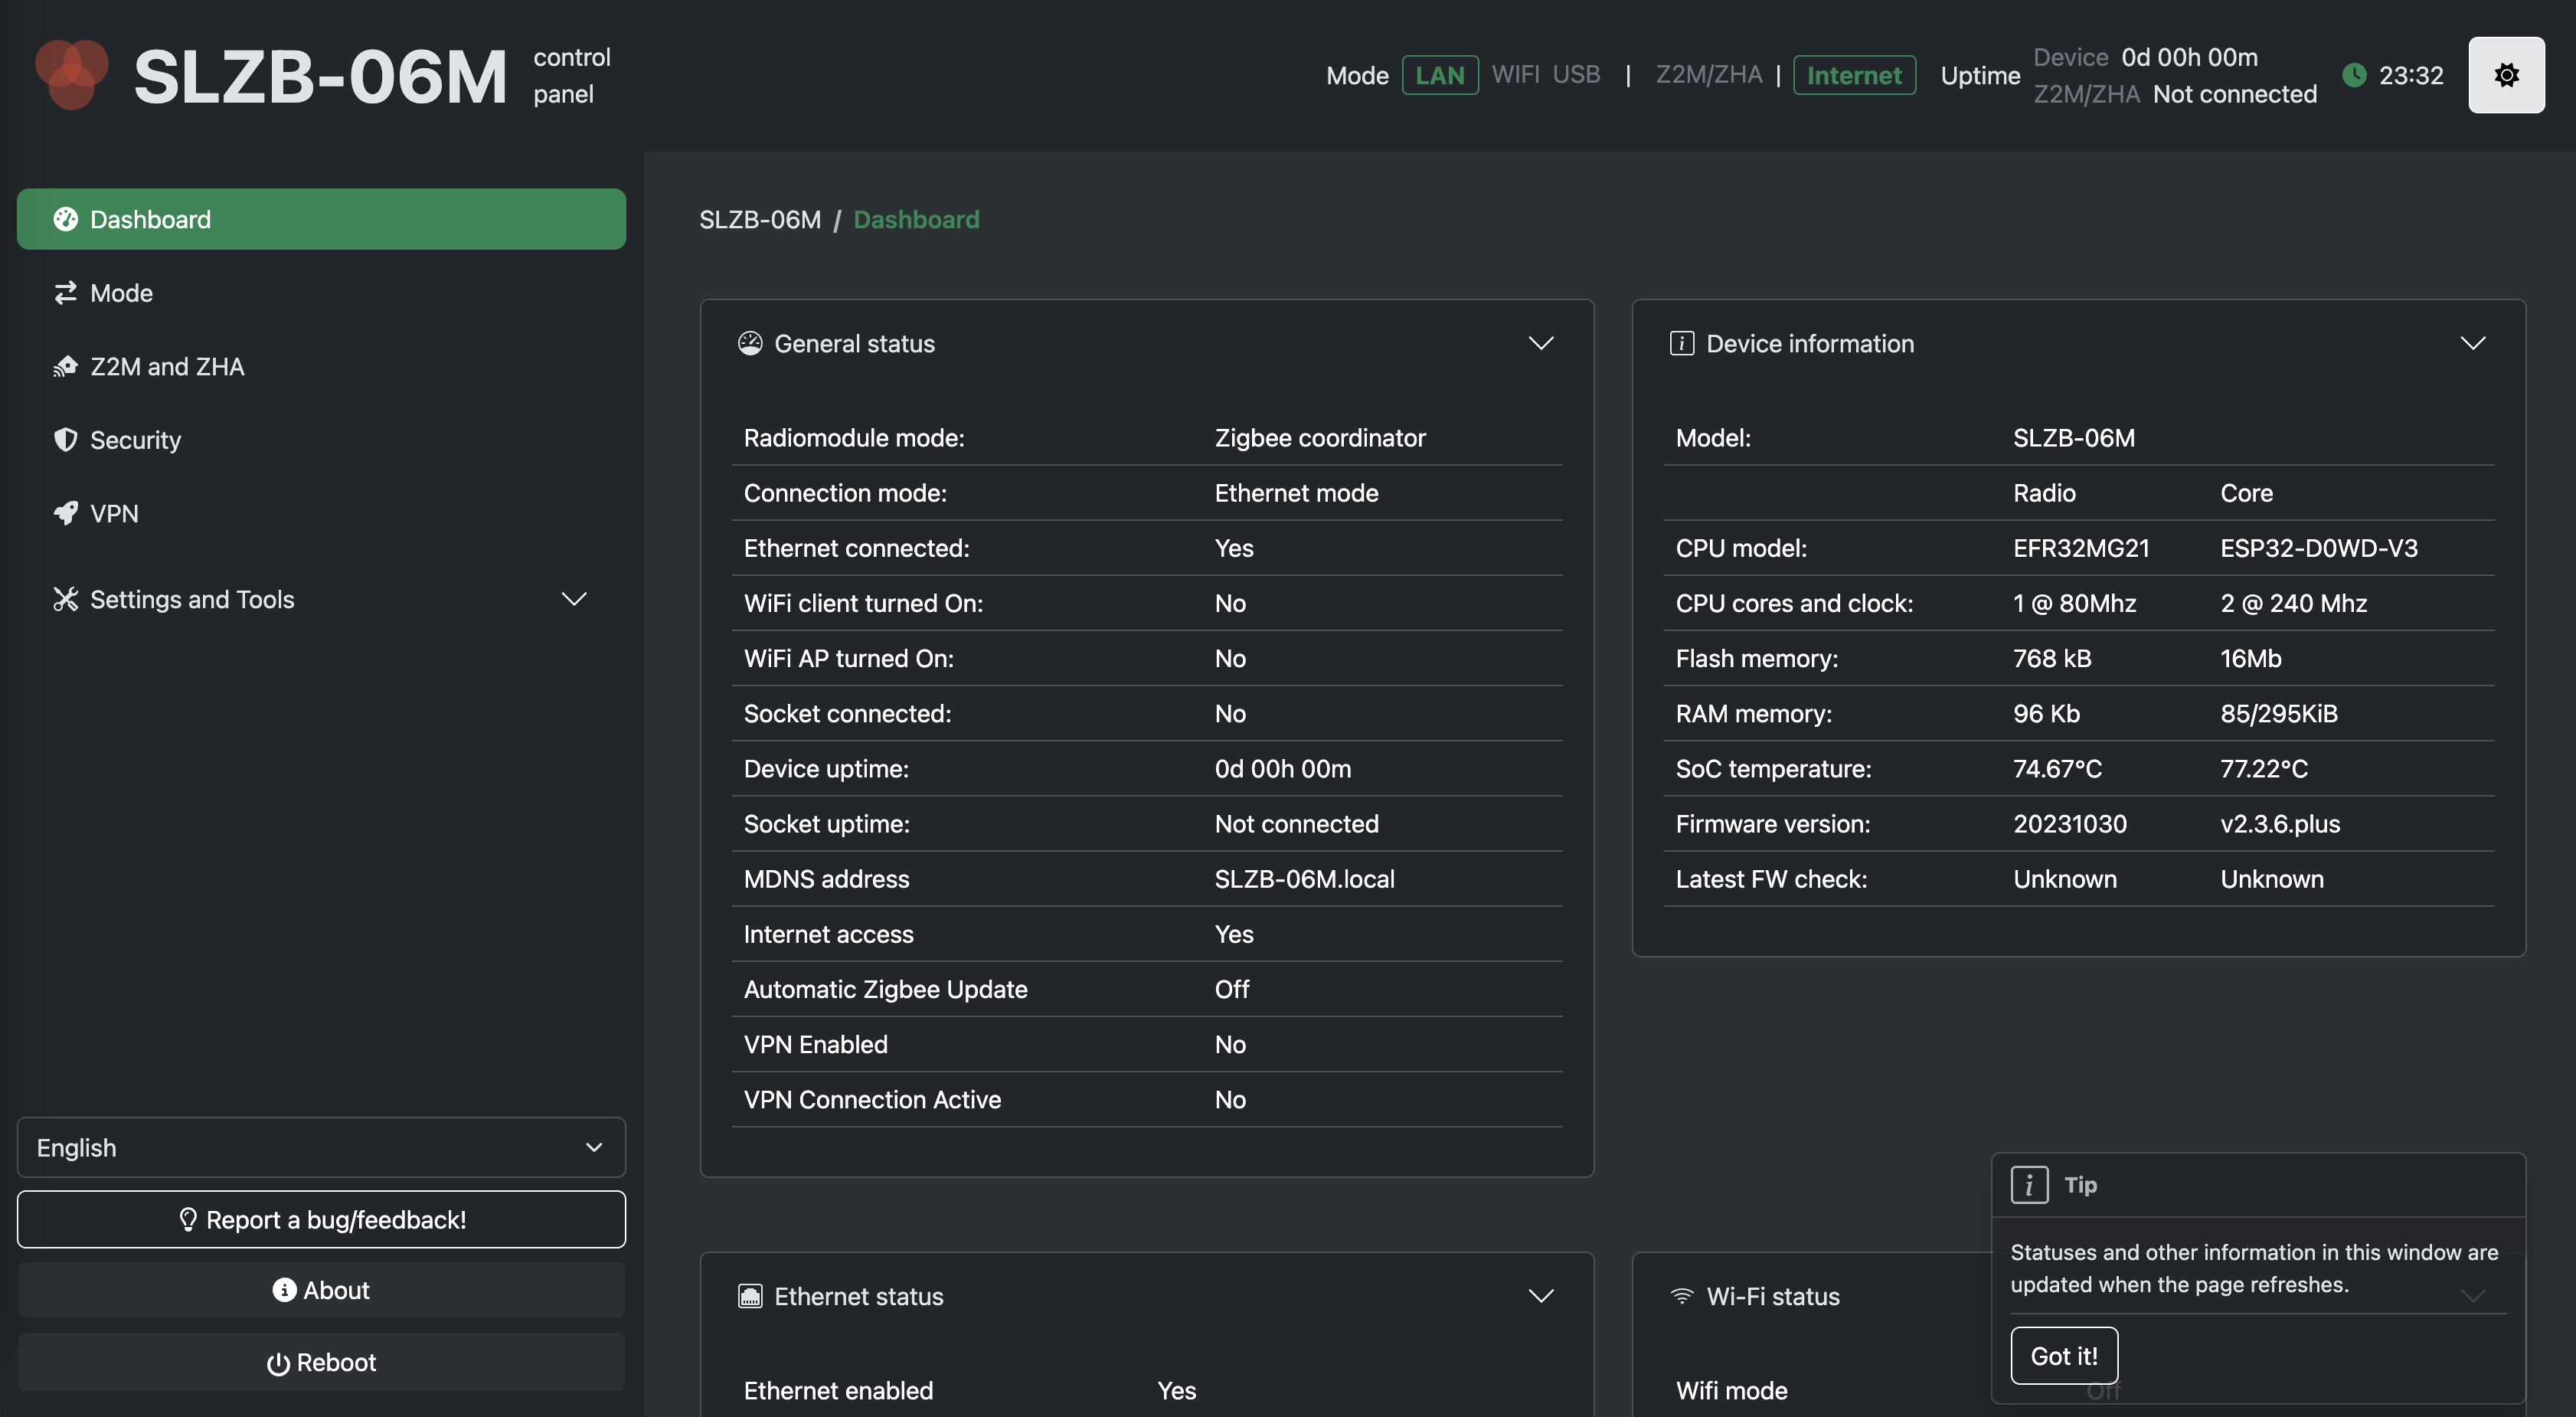 SLZB-06M control panel
Mode LAN WIFI USB | Z2M/ZHA | Internet Uptime Device 0d 00h 00m Z2M/ZHA Not connected 23:32
Dashboard
Mode
Z2M and ZHA
Security
VPN
Settings and Tools
English
Report a bug/feedback!
About
Reboot
SLZB-06M / Dashboard
General status
Radiomodule mode: Zigbee coordinator
Connection mode: Ethernet mode
Ethernet connected: Yes
WiFi client turned On: No
WiFi AP turned On: No
Socket connected: No
Device uptime: 0d 00h 00m
Socket uptime: Not connected
MDNS address SLZB-06M.local
Internet access Yes
Automatic Zigbee Update Off
VPN Enabled No
VPN Connection Active No
Device information
Model: SLZB-06M
Radio Core
CPU model: EFR32MG21 ESP32-D0WD-V3
CPU cores and clock: 1 @ 80Mhz 2 @ 240 Mhz
Flash memory: 768 kB 16Mb
RAM memory: 96 Kb 85/295KiB
SoC temperature: 74.67°C 77.22°C
Firmware version: 20231030 v2.3.6.plus
Latest FW check: Unknown Unknown
Ethernet status
Ethernet enabled Yes
Wi-Fi status
Wifi mode Off
Tip
Statuses and other information in this window are
updated when the page refreshes.
Got it!